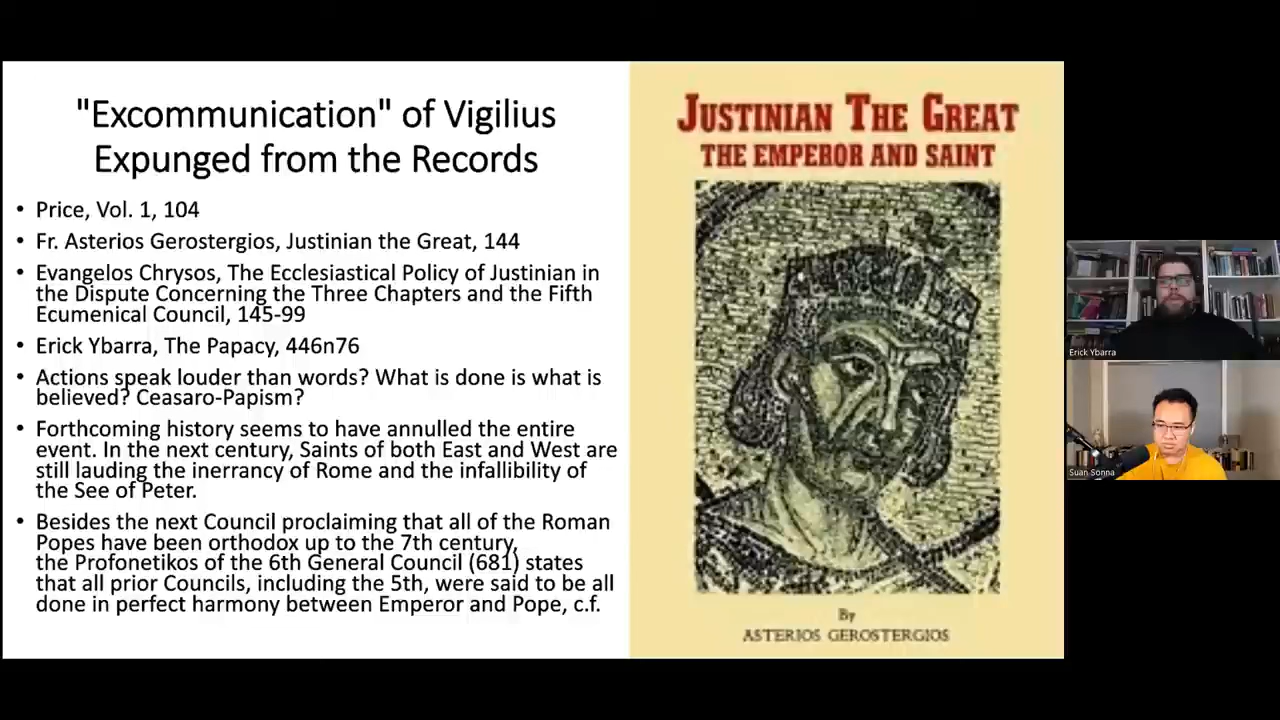 "Excommunication" of Vigilius
Expunged from the Records
• Price, Vol. 1, 104
• Fr. Asterios Gerostergios, Justinian the Great, 144
• Evangelos Chrysos, The Ecclesiastical Policy of Justinian in
the Dispute Concerning the Three Chapters and the Fifth
Ecumenical Council, 145-99
• Erick Ybarra, The Papacy, 446n76
• Actions speak louder than words? What is done is what is
believed? Ceasaro-Papism?
• Forthcoming history seems to have annulled the entire
event. In the next century, Saints of both East and West are
still lauding the inerrancy of Rome and the infallibility of
the See of Peter.
• Besides the next Council proclaiming that all of the Roman
Popes have been orthodox up to the 7th century,
the Profonetikos of the 6th General Council (681) states
that all prior Councils, including the 5th, were said to be all
done in perfect harmony between Emperor and Pope, c.f.
JUSTINIAN THE GREAT
THE EMPEROR AND SAINT
By
ASTERIOS GEROSTERGIOS
Erick Ybarra
Suan Sonna